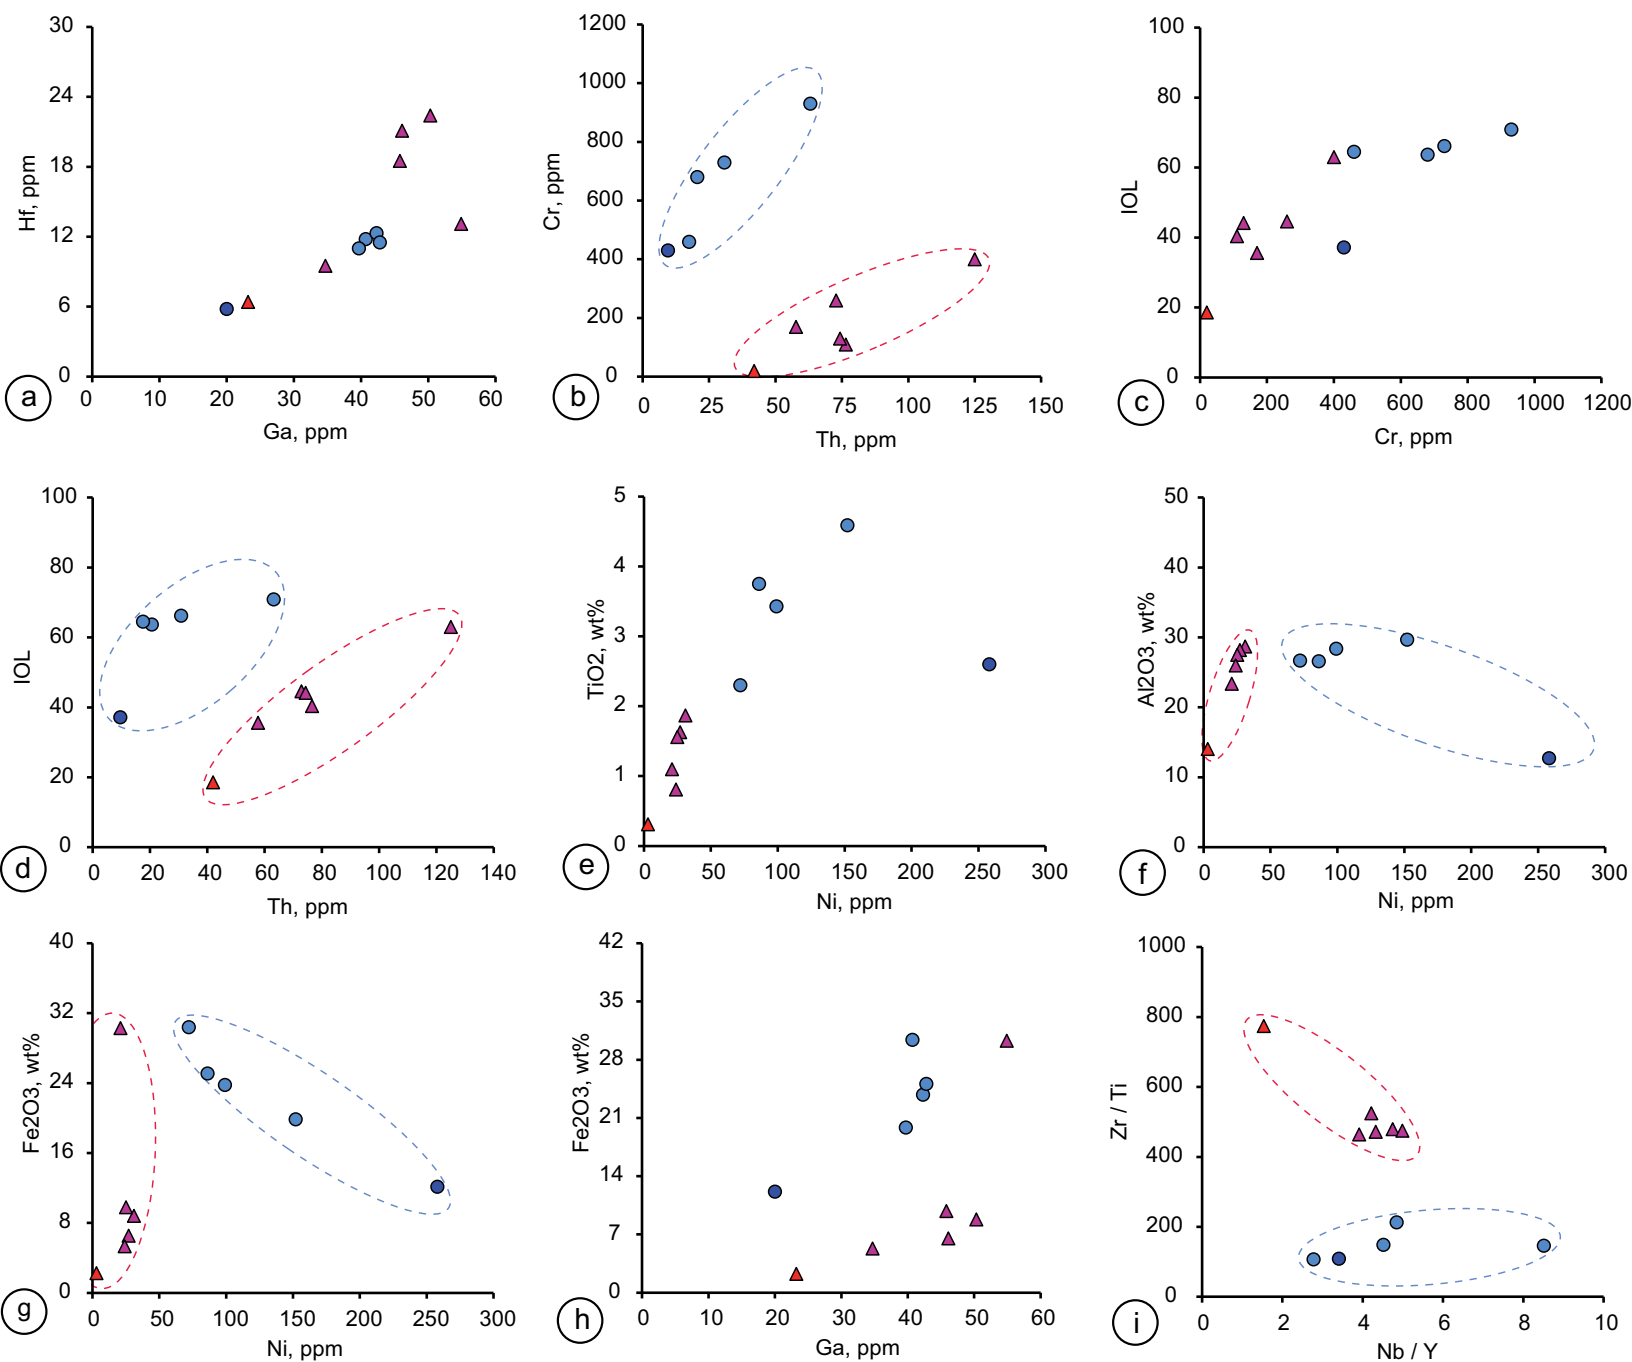 30
24
18
12
6
0
Hf, ppm
0 10 20 30 40 50 60
Ga, ppm
a
1200
1000
800
600
400
200
0
Cr, ppm
0 25 50 75 100 125 150
Th, ppm
b
100
80
60
40
20
0
IOL
0 200 400 600 800 1000 1200
Cr, ppm
c
100
80
60
40
20
0
IOL
0 20 40 60 80 100 120 140
Th, ppm
d
5
4
3
2
1
0
TiO2, wt%
0 50 100 150 200 250 300
Ni, ppm
e
50
40
30
20
10
0
Al2O3, wt%
0 50 100 150 200 250 300
Ni, ppm
f
40
32
24
16
8
0
Fe2O3, wt%
0 50 100 150 200 250 300
Ni, ppm
g
42
35
28
21
14
7
0
Fe2O3, wt%
0 10 20 30 40 50 60
Ga, ppm
h
1000
800
600
400
200
0
Zr / Ti
0 2 4 6 8 10
Nb / Y
i